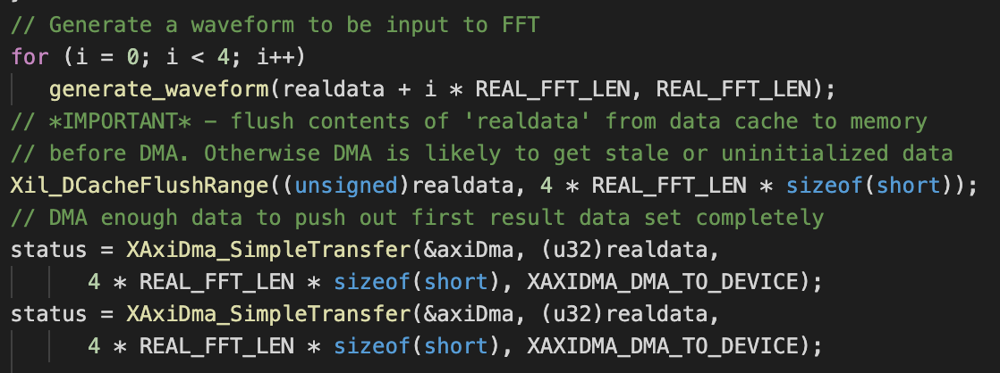 // Generate a waveform to be input to FFT
for (i = 0; i < 4; i++)
generate_waveform(realdata + i * REAL_FFT_LEN, REAL_FFT_LEN);
// *IMPORTANT* – flush contents of 'realdata' from data cache to memory
// before DMA. Otherwise DMA is likely to get stale or uninitialized data
Xil_DCacheFlushRange((unsigned)realdata, 4 * REAL_FFT_LEN * sizeof(short));
// DMA enough data to push out first result data set completely
status = XAxiDma_SimpleTransfer(&axiDma, (u32)realdata,
4 * REAL_FFT_LEN * sizeof(short), XAXIDMA_DMA_TO_DEVICE);
status = XAxiDma_SimpleTransfer(&axiDma, (u32)realdata,
4 * REAL_FFT_LEN * sizeof(short), XAXIDMA_DMA_TO_DEVICE);